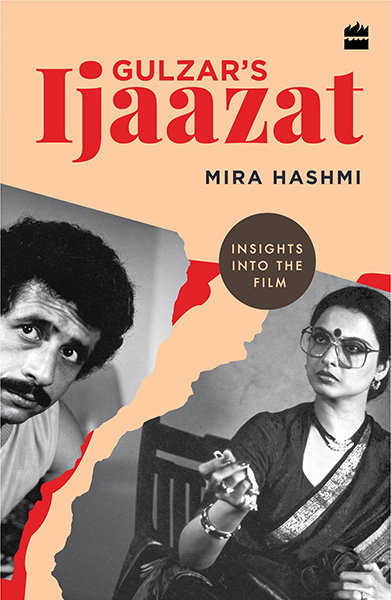 GULZAR'S
Ijaazat
MIRA HASHMI
INSIGHTS
INTO THE
FILM